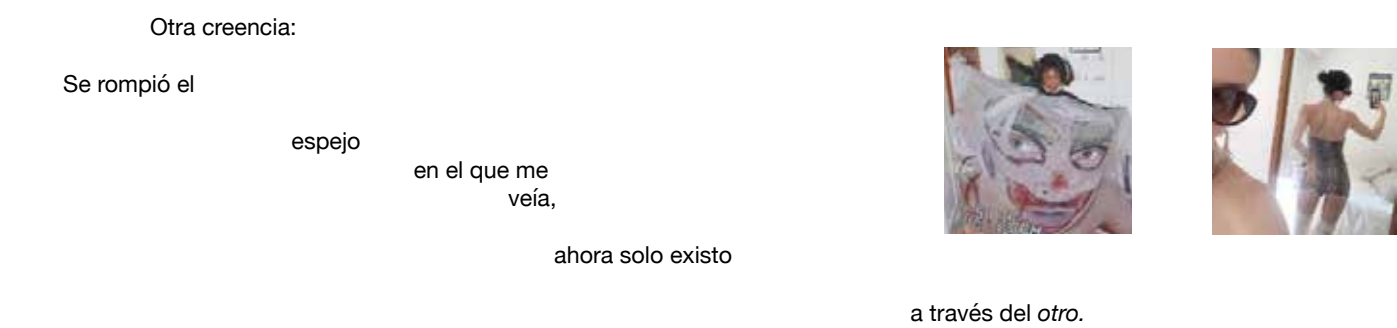 Otra creencia:
Se rompió el
espejo
en el que me
veía,
ahora solo existo
a través del otro.